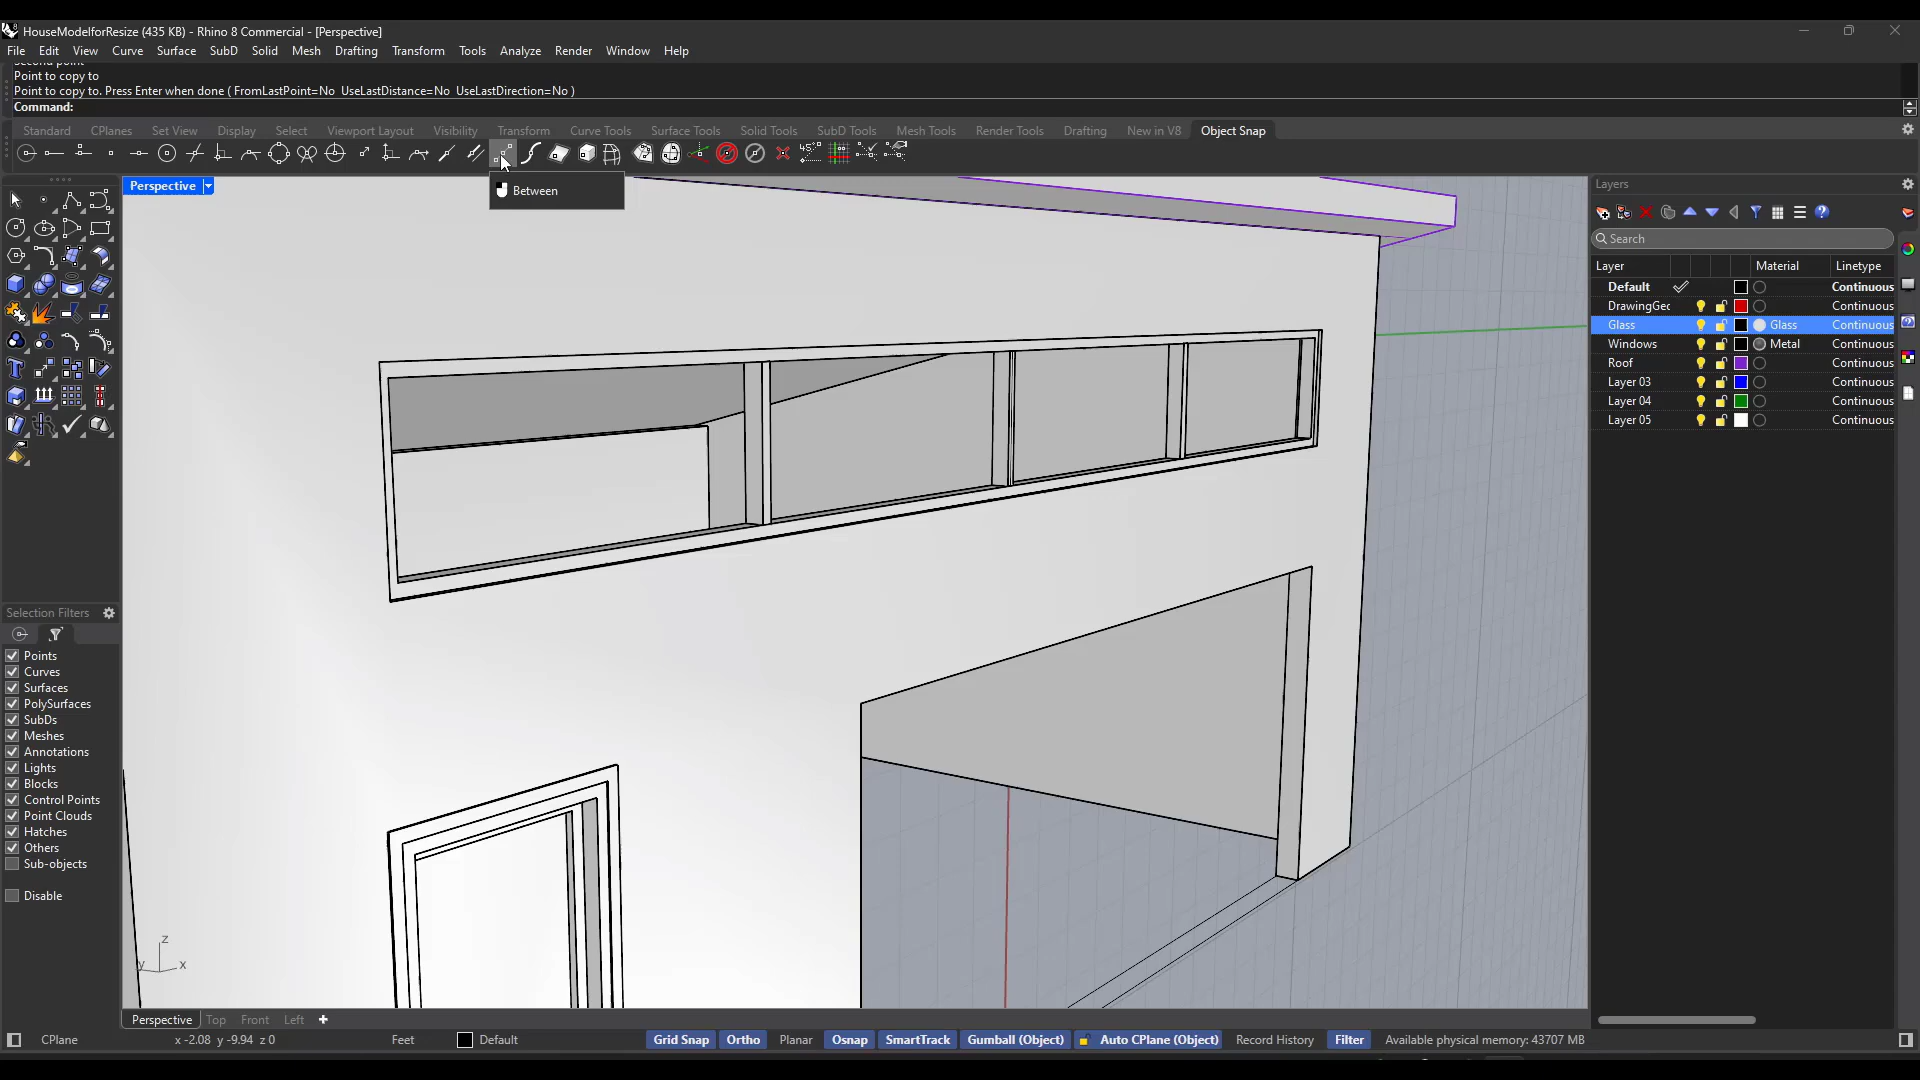 HouseModelforResize (435 KB) - Rhino 8 Commercial - [Perspective]
File Edit View Curve Surface SubD Solid Mesh Drafting Transform Tools Analyze Render Window Help
Second point
Point to copy to
Point to copy to. Press Enter when done ( FromLastPoint=No UseLastDistance=No UseLastDirection=No )
Command:
Standard CPlanes Set View Display Select Viewport Layout Visibility Transform Curve Tools Surface Tools Solid Tools SubD Tools Mesh Tools Render Tools Drafting New in V8 Object Snap
Perspective
Between
Layers
Search
Layer Material Linetype
Default Continuous
DrawingGec Continuous
Glass Glass Continuous
Windows Metal Continuous
Roof Continuous
Layer 03 Continuous
Layer 04 Continuous
Layer 05 Continuous
Selection Filters
Points
Curves
Surfaces
PolySurfaces
SubDs
Meshes
Annotations
Lights
Blocks
Control Points
Point Clouds
Hatches
Others
Sub-objects
Disable
z
y x
Perspective Top Front Left
CPlane x -2.08 y -9.94 z 0 Feet Default Grid Snap Ortho Planar Osnap SmartTrack Gumball (Object) Auto CPlane (Object) Record History Filter Available physical memory: 43707 MB